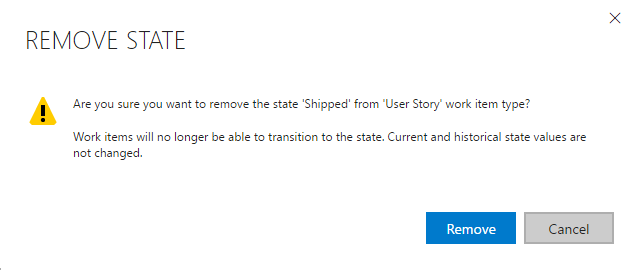 REMOVE STATE
Are you sure you want to remove the state 'Shipped' from 'User Story' work item type?
Work items will no longer be able to transition to the state. Current and historical state values are
not changed.
Remove
Cancel